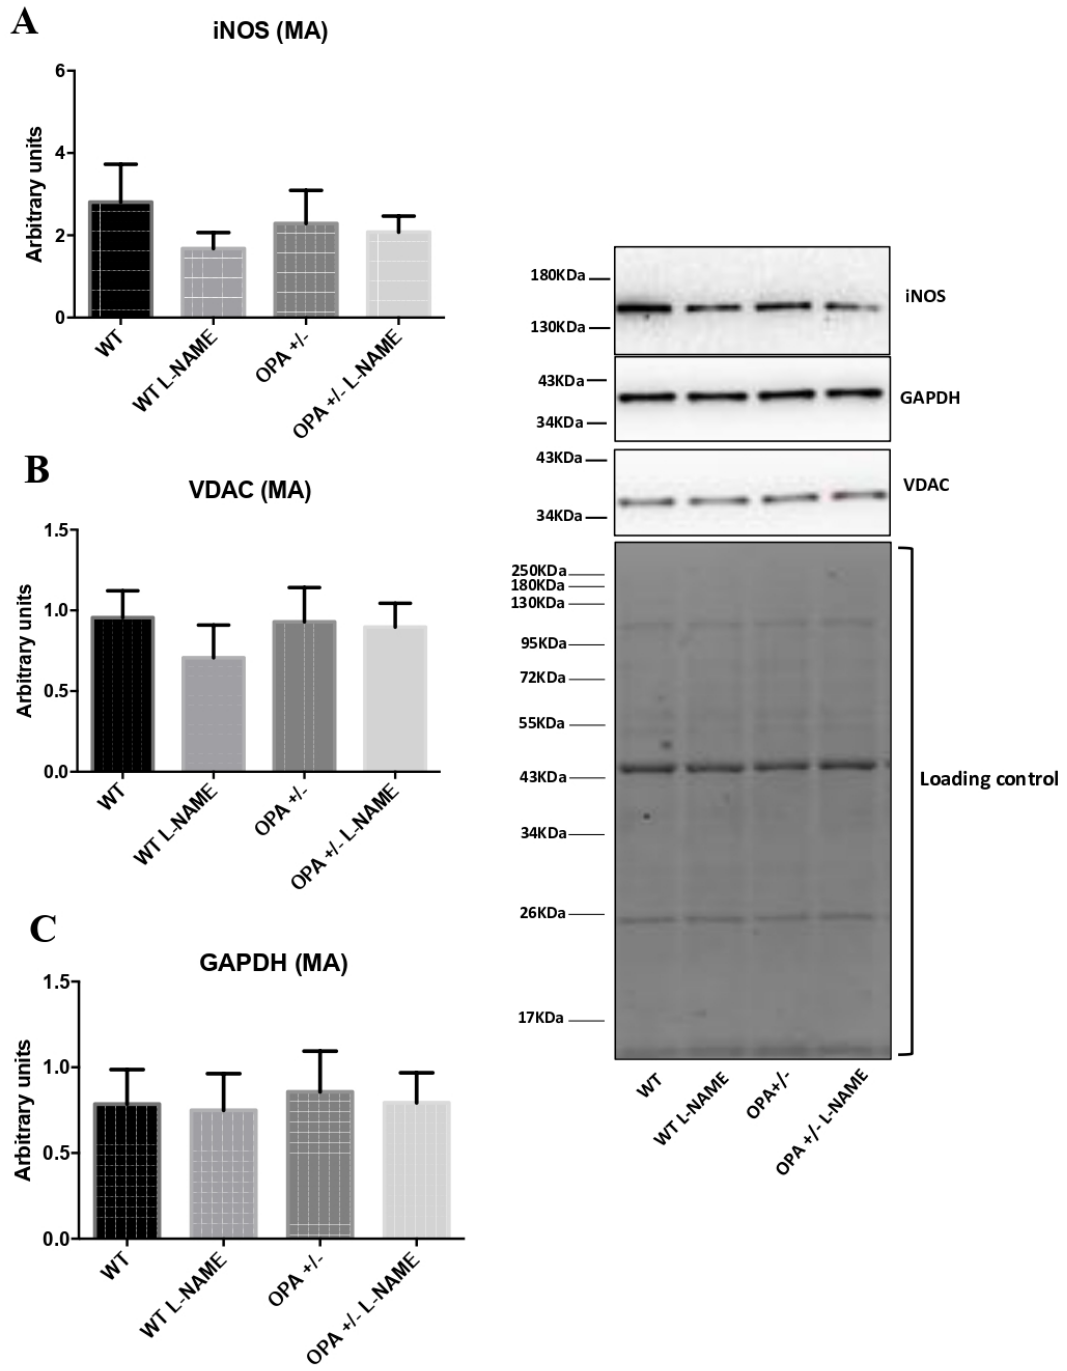 A
iNOS (MA)
Arbitrary units
6
4
2
0
WT
WT L-NAME
OPA +/-
OPA +/- L-NAME
B
VDAC (MA)
Arbitrary units
1.5
1.0
0.5
0.0
WT
WT L-NAME
OPA +/-
OPA +/- L-NAME
C
GAPDH (MA)
Arbitrary units
1.5
1.0
0.5
0.0
WT
WT L-NAME
OPA +/-
OPA +/- L-NAME
180KDa
130KDa
iNOS
43KDa
34KDa
GAPDH
43KDa
34KDa
VDAC
250KDa
180KDa
130KDa
95KDa
72KDa
55KDa
43KDa
34KDa
26KDa
17KDa
Loading control
WT
WT L-NAME
OPA+/-
OPA +/- L-NAME